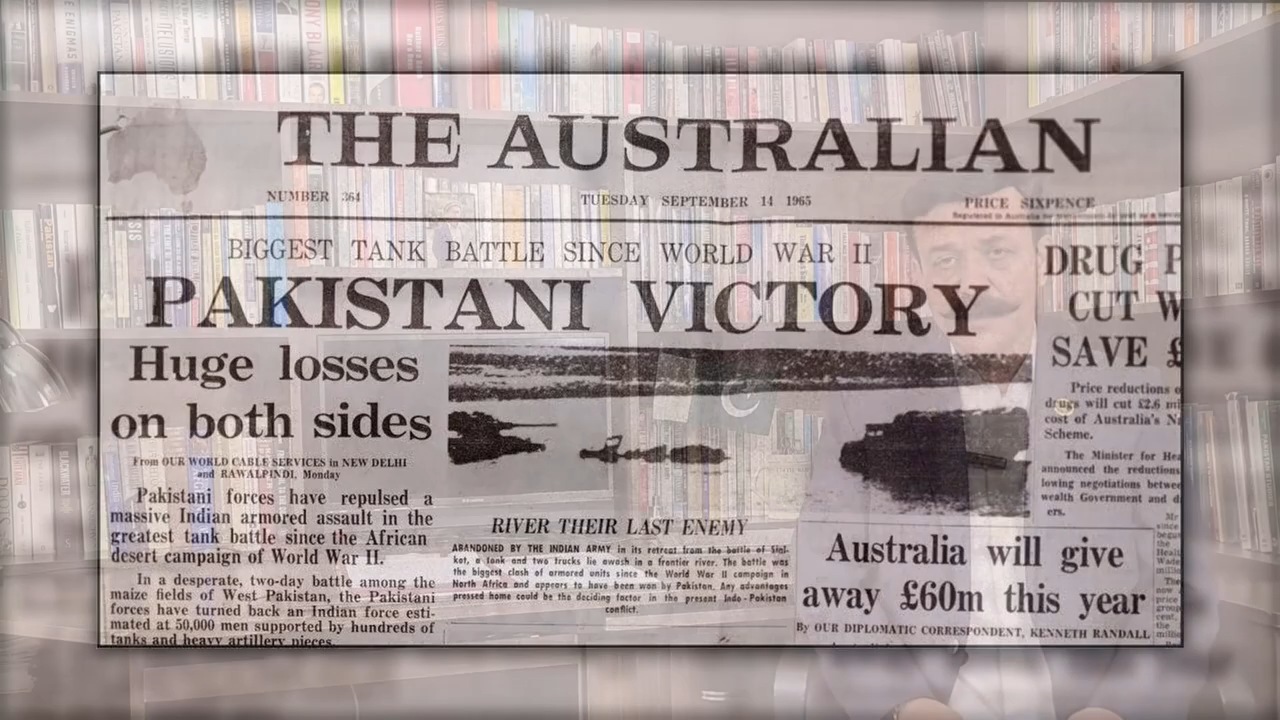 THE AUSTRALIAN
NUMBER 364
TUESDAY SEPTEMBER 14 1965
PRICE SIXPENCE
BIGGEST TANK BATTLE SINCE WORLD WAR II
PAKISTANI VICTORY
Huge losses
on both sides
From OUR WORLD CABLE SERVICES in NEW DELHI
and RAWALPINDI, Monday
Pakistani forces have repulsed a
massive Indian armored assault in the
greatest tank battle since the African
desert campaign of World War II.
In a desperate, two-day battle among the
maize fields of West Pakistan, the Pakistani
forces have turned back an Indian force esti-
mated at 50,000 men supported by hundreds of
tanks and heavy artillery pieces.
RIVER THEIR LAST ENEMY
ABANDONED BY THE INDIAN ARMY in its retreat from the battle of Sial-
kot, a tank and two trucks lie awash in a frontier river. The battle was
the biggest clash of armored units since the World War II campaign in
North Africa and appears to have been won by Pakistan. Any advantages
pressed home could be the deciding factor in the present Indo-Pakistan
conflict.
Australia will give
away £60m this year
By OUR DIPLOMATIC CORRESPONDENT, KENNETH RANDALL
DRUG P
CUT W
SAVE £
Price reductions o
drugs will cut £2.6 mi
cost of Australia's N
Scheme.
The Minister for Hea
announced the reductions
lowing negotiations betwee
wealth Government and d
ers.